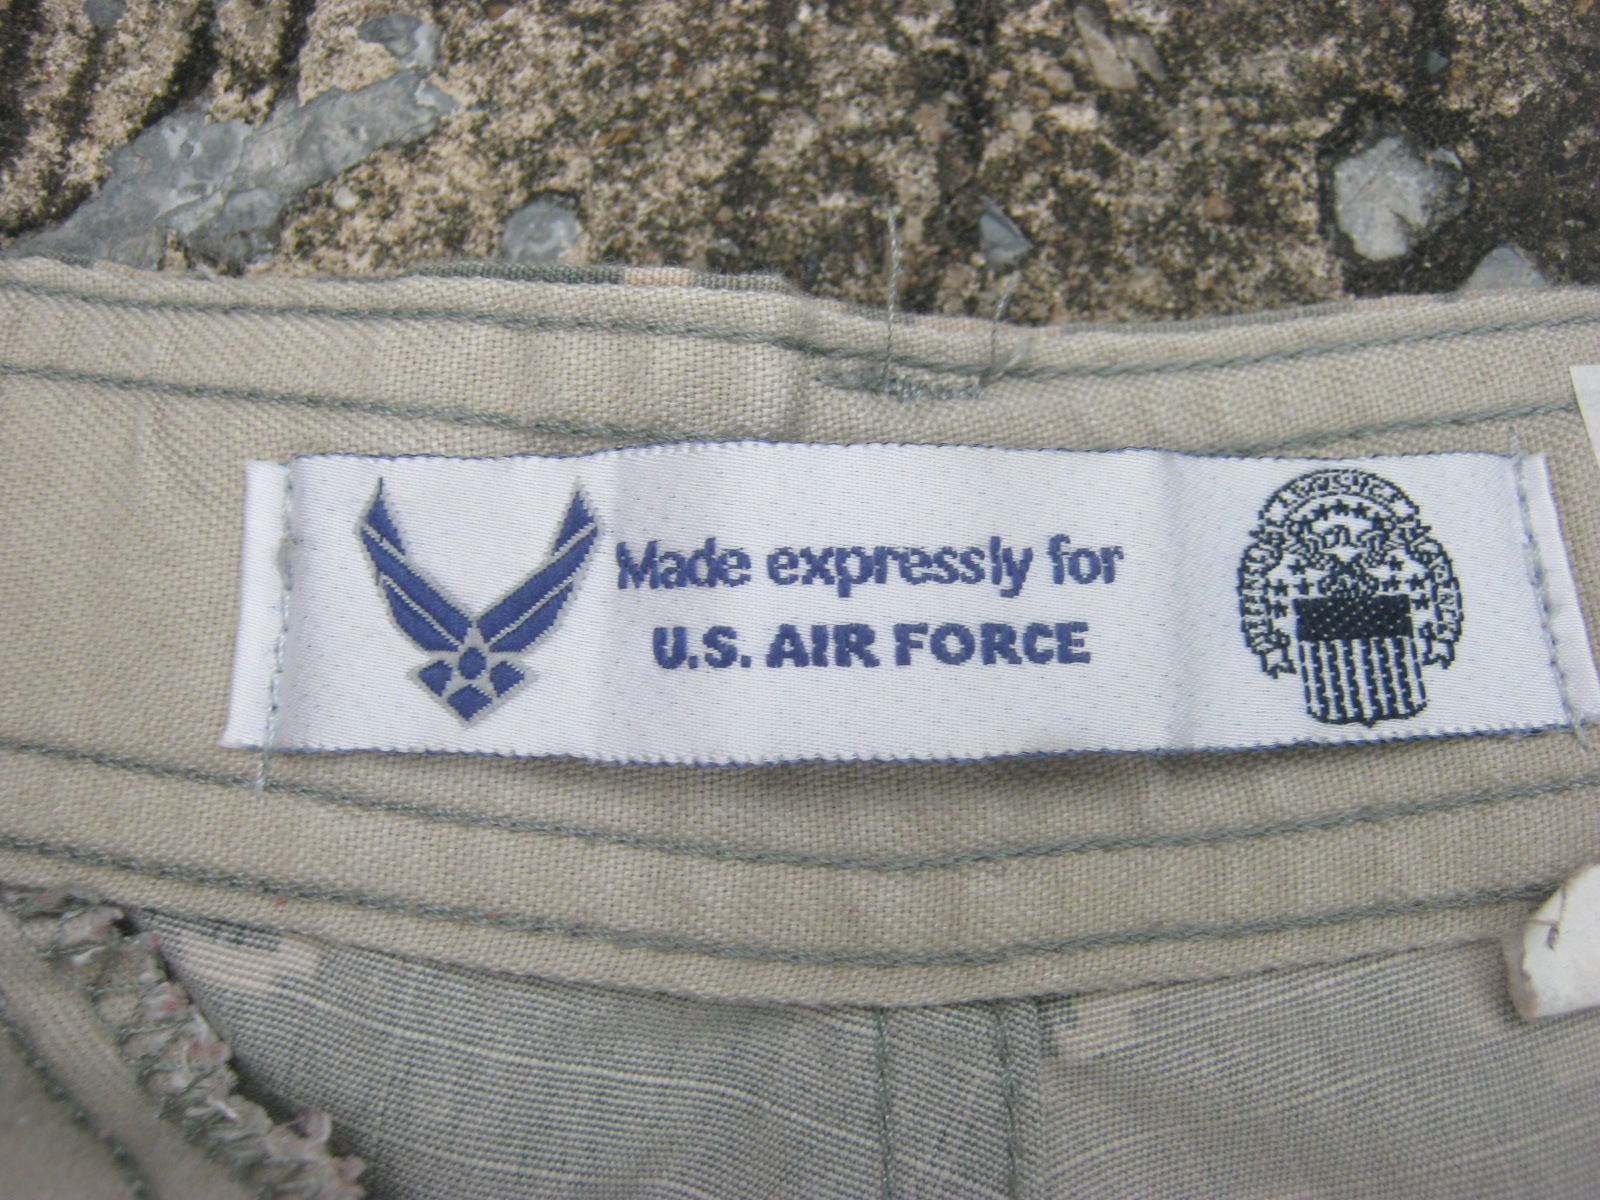 Made expressly for
U.S. AIR FORCE